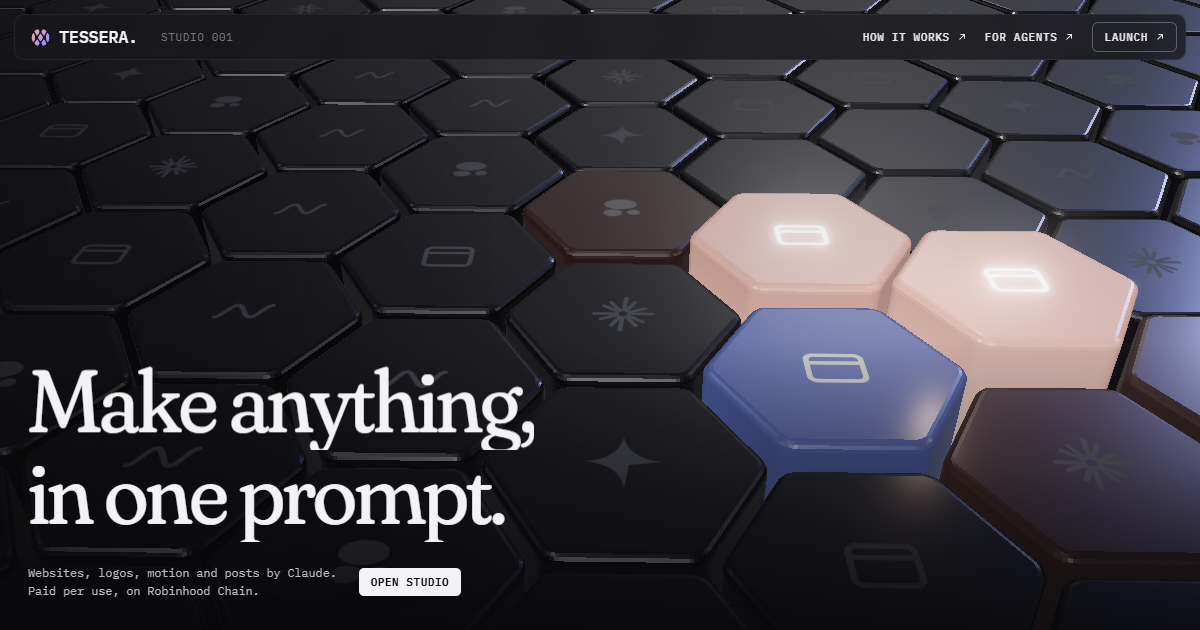 TESSERA.
STUDIO 001
HOW IT WORKS ↗
FOR AGENTS ↗
LAUNCH ↗
Make anything,
in one prompt.
Websites, logos, motion and posts by Claude.
Paid per use, on Robinhood Chain.
OPEN STUDIO